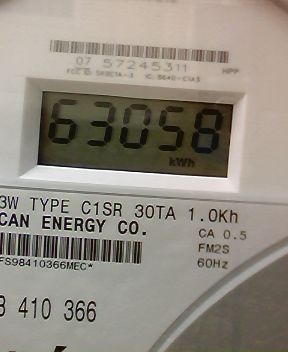 07 57245311
HPP
63058
kWh
3W TYPE C1SR 30TA 1.0Kh
CAN ENERGY CO.
CA 0.5
FM2S
60Hz
FS98410366MEC*
410 366